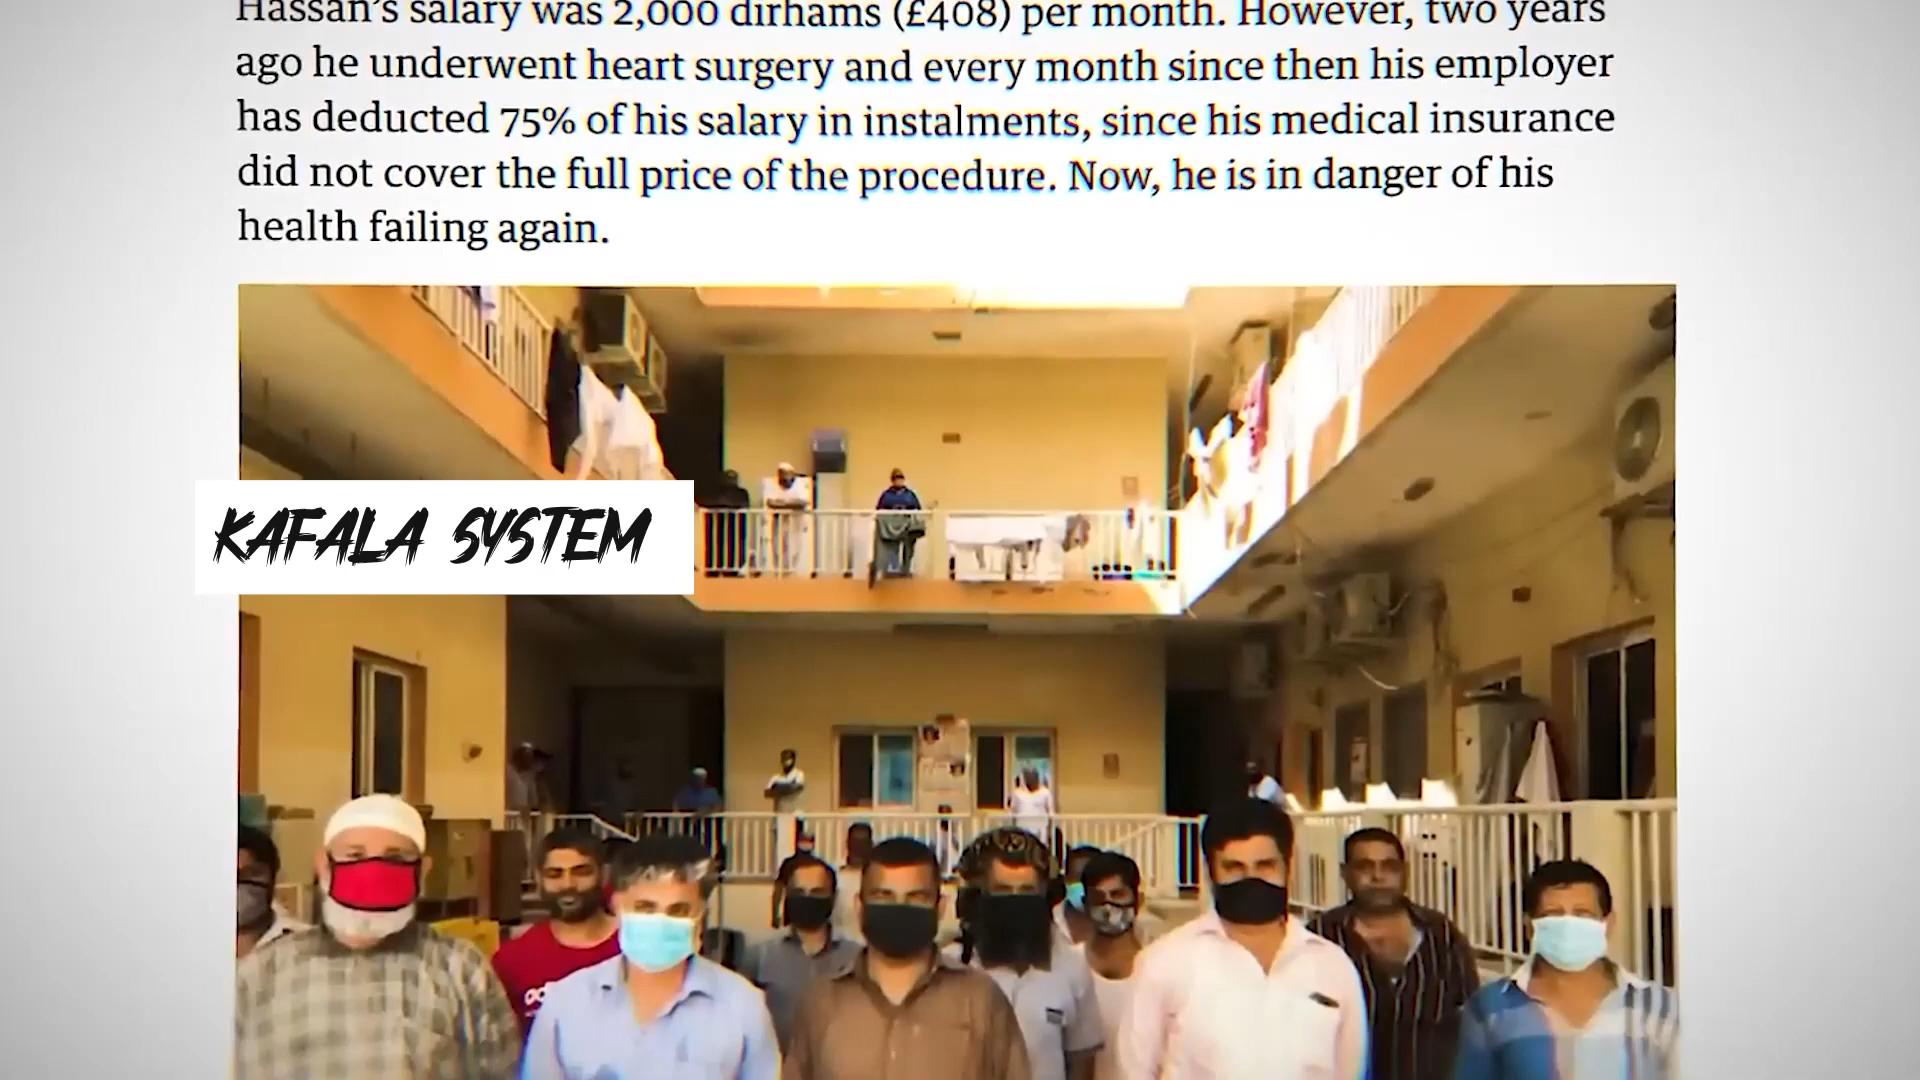 Hassan's salary was 2,000 dirhams (£408) per month. However, two years
ago he underwent heart surgery and every month since then his employer
has deducted 75% of his salary in instalments, since his medical insurance
did not cover the full price of the procedure. Now, he is in danger of his
health failing again.
KAFALA SYSTEM